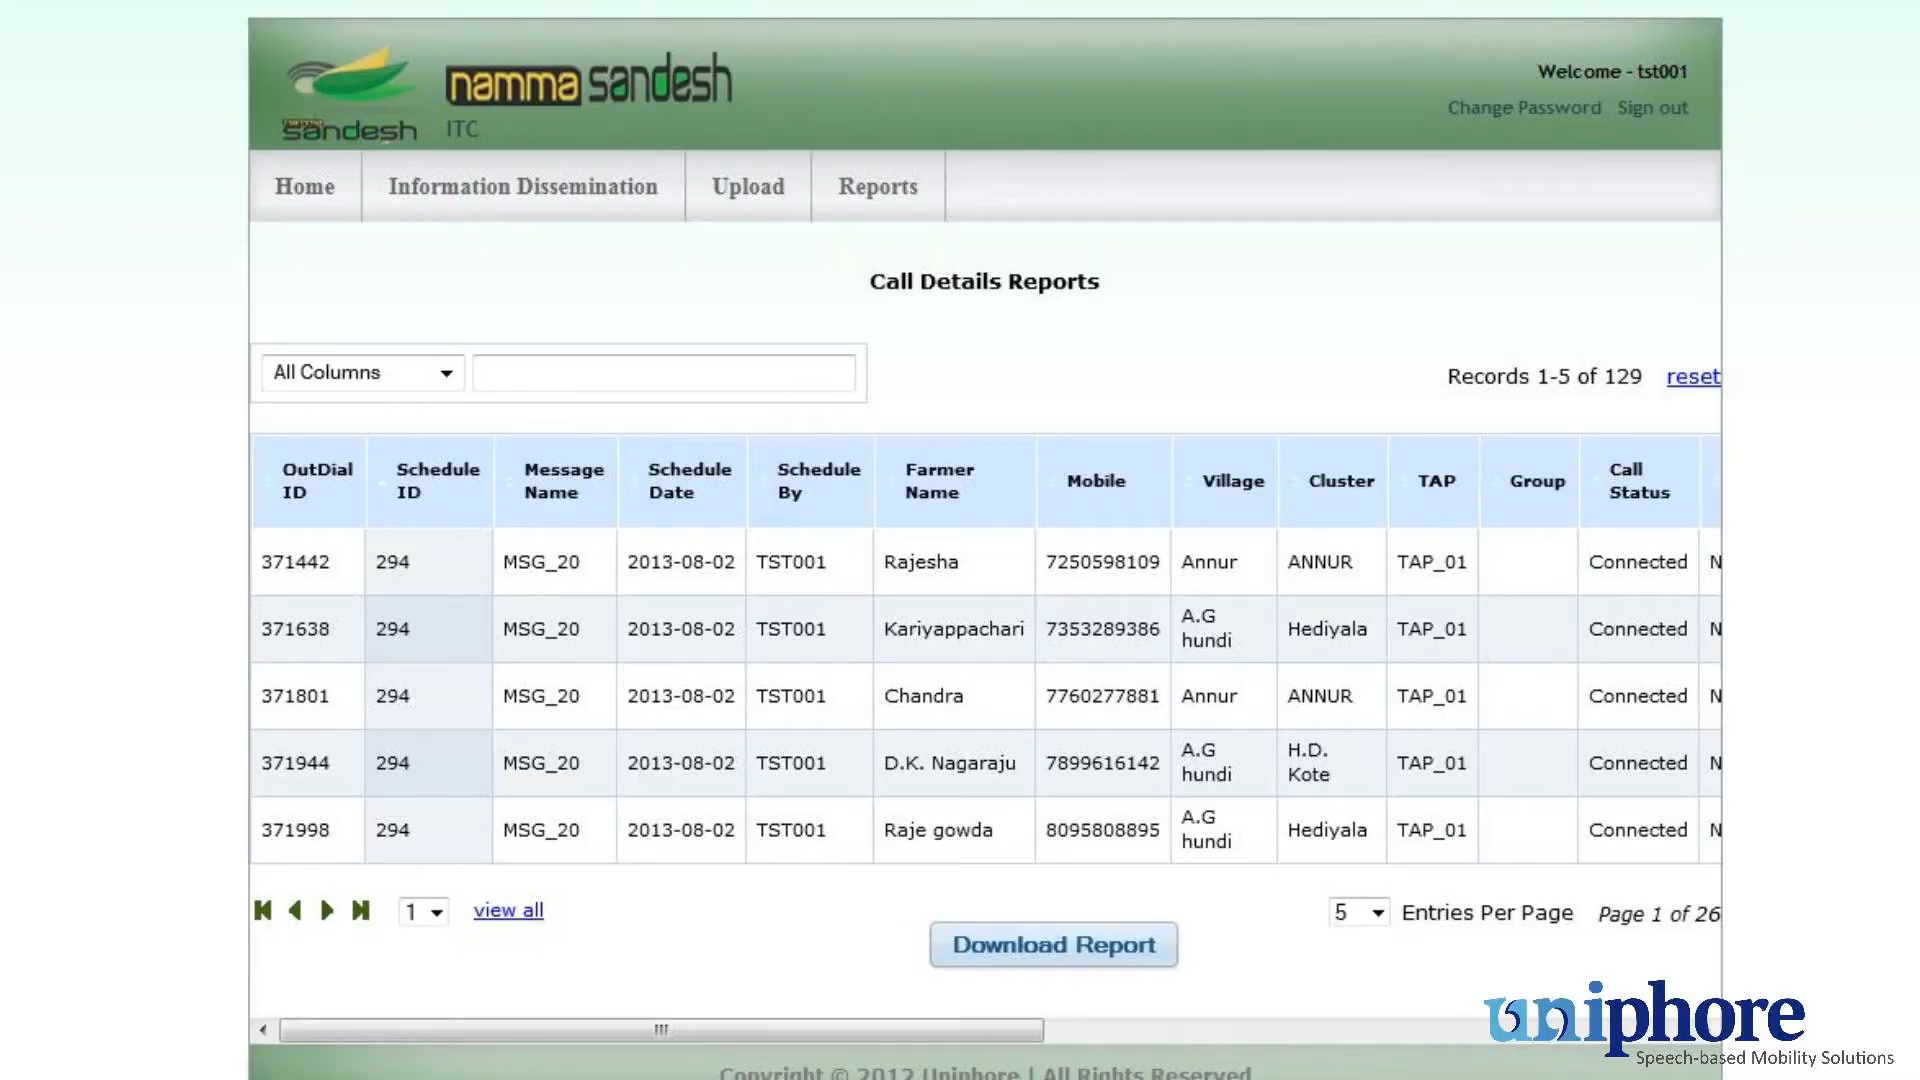 namma sandesh
namma
sandesh
ITC
Welcome - tst001
Change Password Sign out
Home Information Dissemination Upload Reports
Call Details Reports
All Columns
Records 1-5 of 129 reset
OutDial ID Schedule ID Message Name Schedule Date Schedule By Farmer Name Mobile Village Cluster TAP Group Call Status
371442 294 MSG_20 2013-08-02 TST001 Rajesha 7250598109 Annur ANNUR TAP_01 Connected N
371638 294 MSG_20 2013-08-02 TST001 Kariyappachari 7353289386 A.G hundi Hediyala TAP_01 Connected N
371801 294 MSG_20 2013-08-02 TST001 Chandra 7760277881 Annur ANNUR TAP_01 Connected N
371944 294 MSG_20 2013-08-02 TST001 D.K. Nagaraju 7899616142 A.G hundi H.D. Kote TAP_01 Connected N
371998 294 MSG_20 2013-08-02 TST001 Raje gowda 8095808895 A.G hundi Hediyala TAP_01 Connected N
1 view all
5 Entries Per Page Page 1 of 26
Download Report
uniphore
Speech-based Mobility Solutions
Copyright © 2012 Uniphore | All Rights Reserved